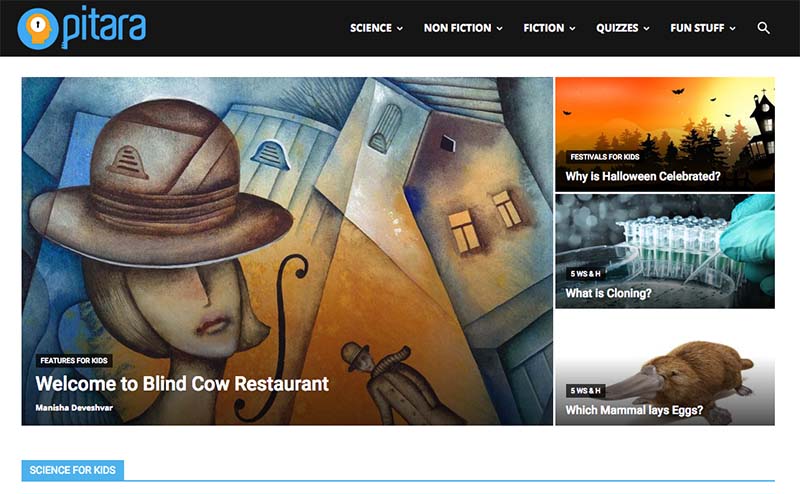 pitara
SCIENCE NON FICTION FICTION QUIZZES FUN STUFF
FEATURES FOR KIDS
Welcome to Blind Cow Restaurant
Manisha Deveshvar
FESTIVALS FOR KIDS
Why is Halloween Celebrated?
5 WS & H
What is Cloning?
5 WS & H
Which Mammal lays Eggs?
SCIENCE FOR KIDS